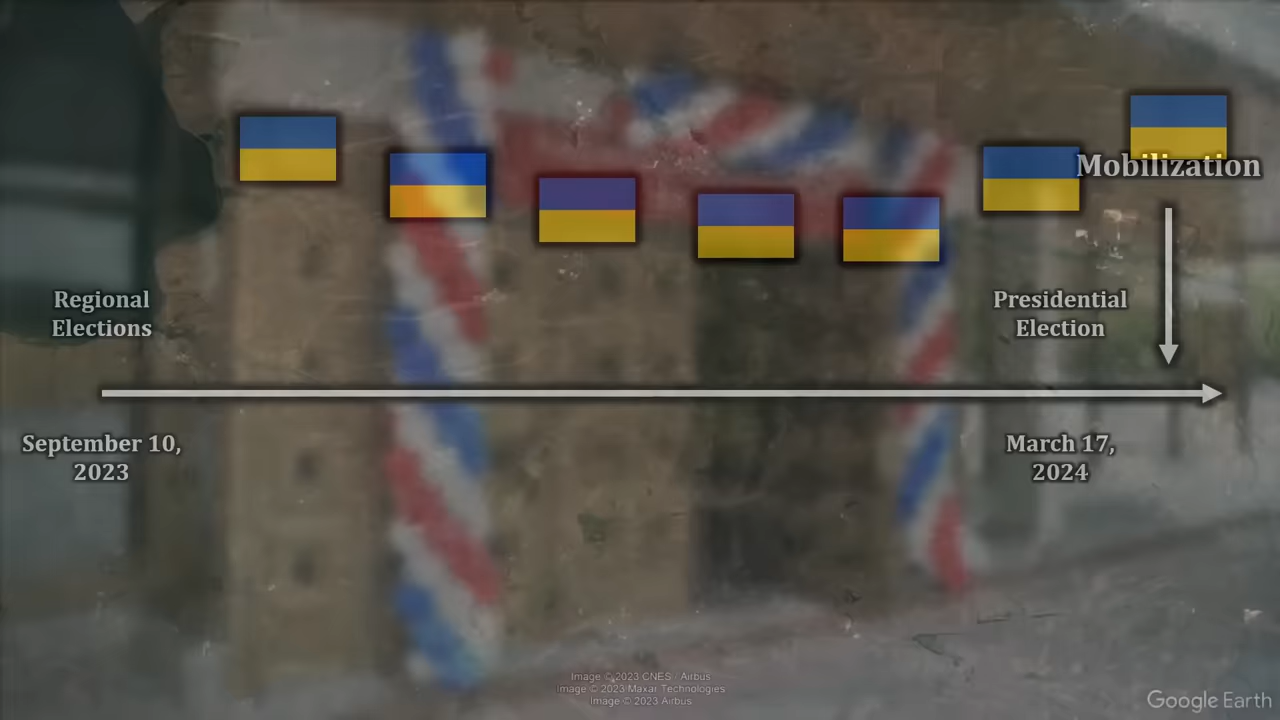 Mobilization
Regional
Elections
Presidential
Election
September 10,
2023
March 17,
2024
Image © 2023 CNES / Airbus
Image © 2023 Maxar Technologies
Image © 2023 Airbus
Google Earth